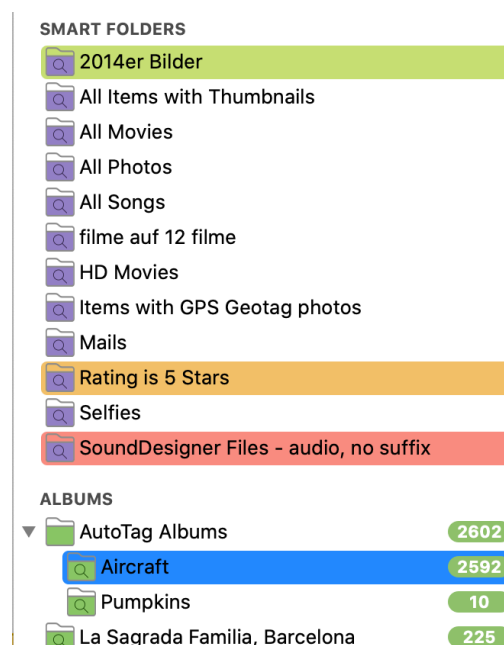 SMART FOLDERS
2014er Bilder
All Items with Thumbnails
All Movies
All Photos
All Songs
filme auf 12 filme
HD Movies
Items with GPS Geotag photos
Mails
Rating is 5 Stars
Selfies
SoundDesigner Files - audio, no suffix
ALBUMS
AutoTag Albums 2602
Aircraft 2592
Pumpkins 10
La Sagrada Familia, Barcelona 225